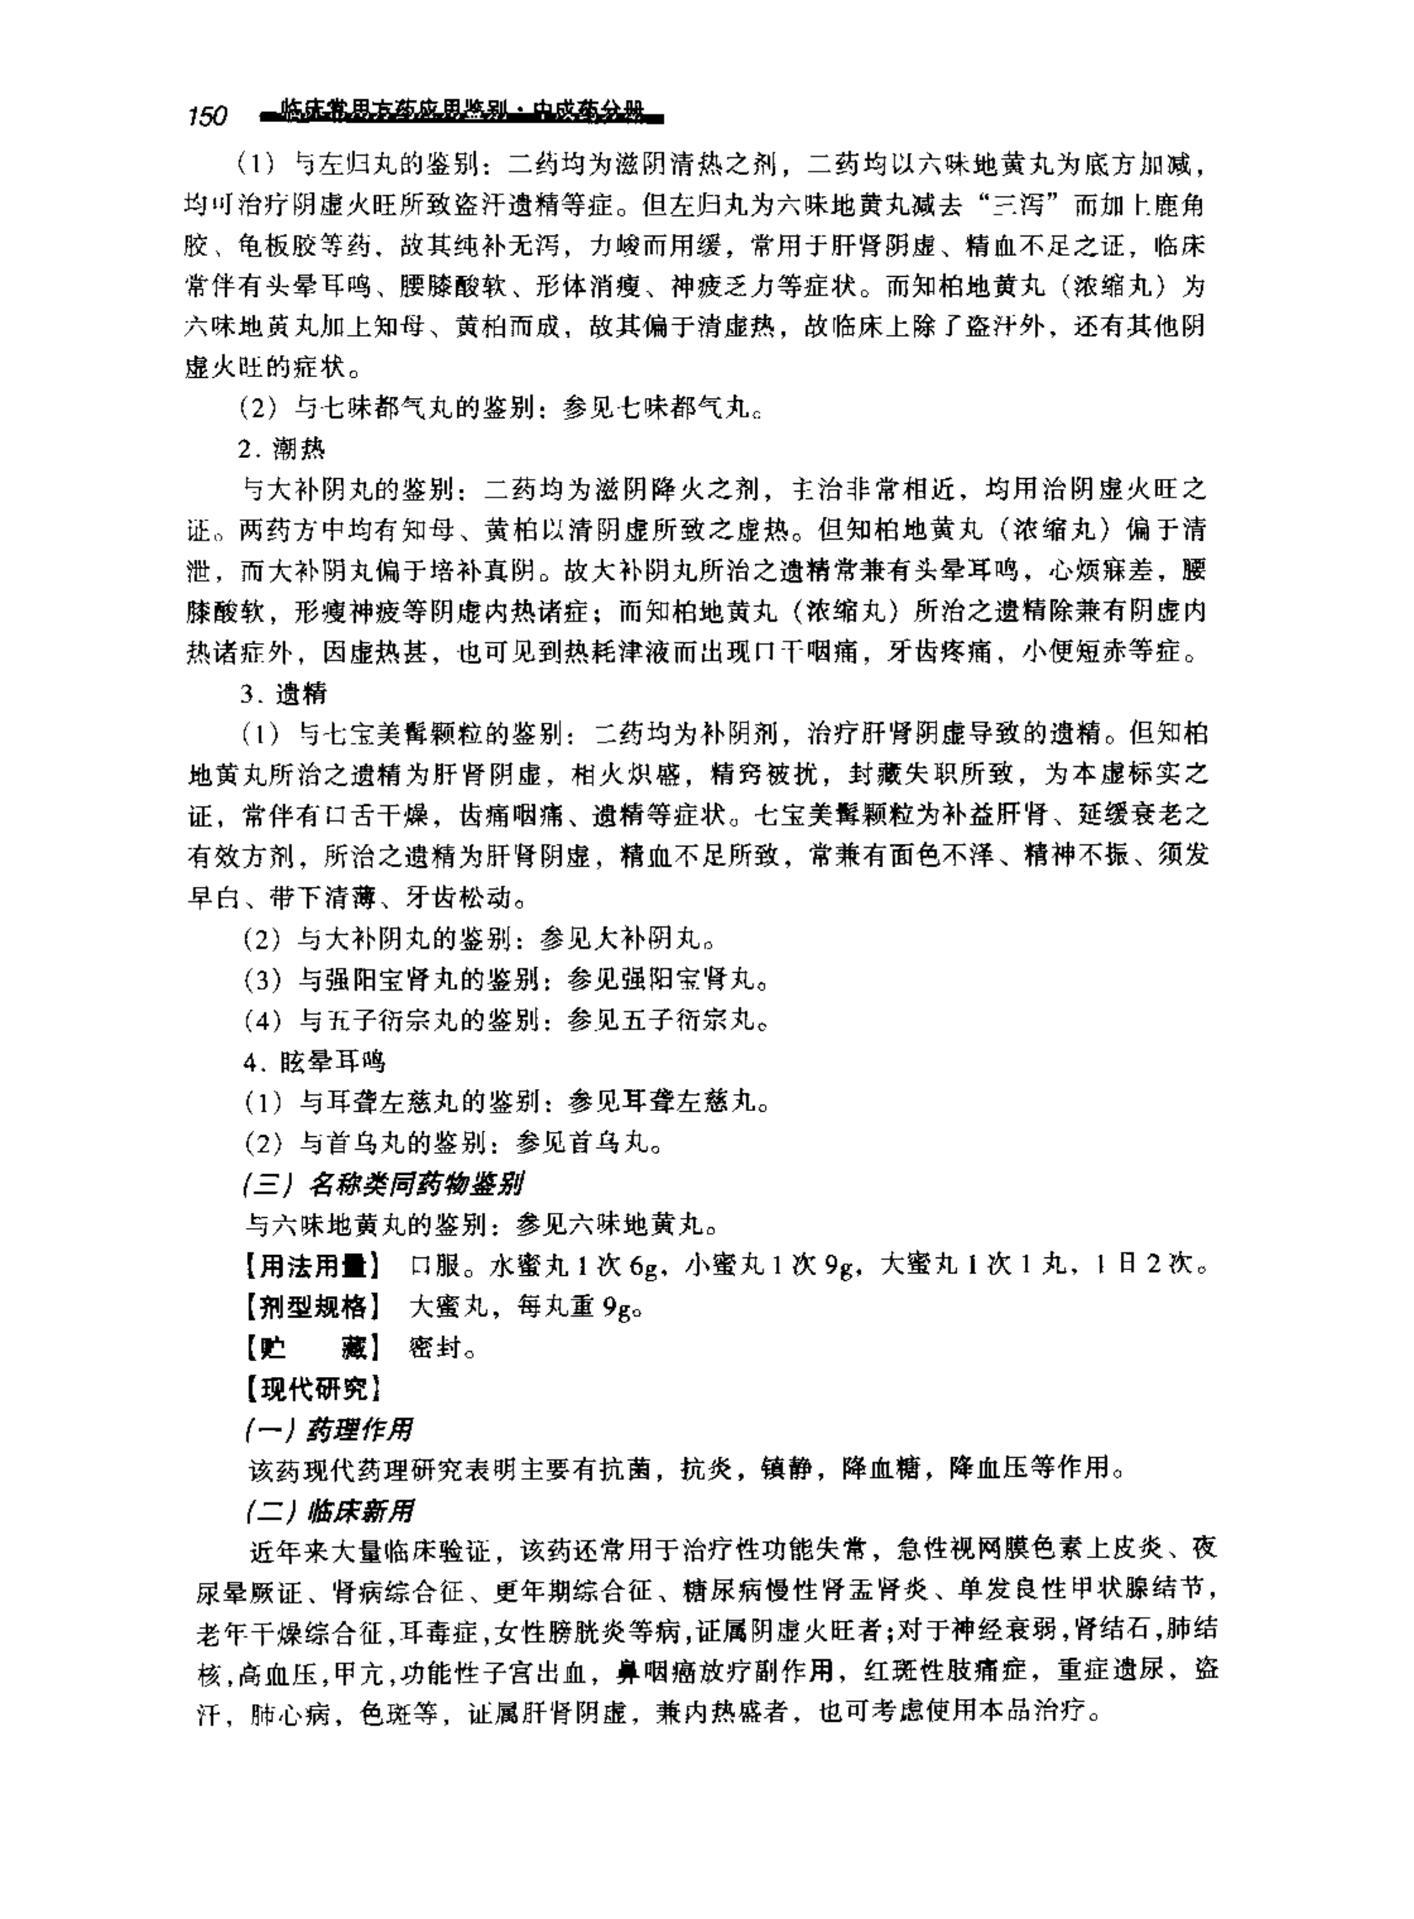 150 临床常用方药应用鉴别·中成药分册
（1）与左归丸的鉴别：二药均为滋阴清热之剂，二药均以六味地黄丸为底方加减，
均可治疗阴虚火旺所致盗汗遗精等症。但左归丸为六味地黄丸减去“三泻”而加上鹿角
胶、龟板胶等药，故其纯补无泻，力峻而用缓，常用于肝肾阴虚、精血不足之证，临床
常伴有头晕耳鸣、腰膝酸软、形体消瘦、神疲乏力等症状。而知柏地黄丸（浓缩丸）为
六味地黄丸加上知母、黄柏而成，故其偏于清虚热，故临床上除了盗汗外，还有其他阴
虚火旺的症状。
（2）与七味都气丸的鉴别：参见七味都气丸。
2. 潮热
与大补阴丸的鉴别：二药均为滋阴降火之剂，主治非常相近，均用治阴虚火旺之
证。两药方中均有知母、黄柏以清阴虚所致之虚热。但知柏地黄丸（浓缩丸）偏于清
泄，而大补阴丸偏于培补真阴。故大补阴丸所治之遗精常兼有头晕耳鸣，心烦寐差，腰
膝酸软，形瘦神疲等阴虚内热诸症；而知柏地黄丸（浓缩丸）所治之遗精除兼有阴虚内
热诸症外，因虚热甚，也可见到热耗津液而出现口干咽痛，牙齿疼痛，小便短赤等症。
3. 遗精
（1）与七宝美髯颗粒的鉴别：二药均为补阴剂，治疗肝肾阴虚导致的遗精。但知柏
地黄丸所治之遗精为肝肾阴虚，相火炽盛，精窍被扰，封藏失职所致，为本虚标实之
证，常伴有口舌干燥，齿痛咽痛、遗精等症状。七宝美髯颗粒为补益肝肾、延缓衰老之
有效方剂，所治之遗精为肝肾阴虚，精血不足所致，常兼有面色不泽、精神不振、须发
早白、带下清薄、牙齿松动。
（2）与大补阴丸的鉴别：参见大补阴丸。
（3）与强阳宝肾丸的鉴别：参见强阳宝肾丸。
（4）与五子衍宗丸的鉴别：参见五子衍宗丸。
4. 眩晕耳鸣
（1）与耳聋左慈丸的鉴别：参见耳聋左慈丸。
（2）与首乌丸的鉴别：参见首乌丸。
（三）名称类同药物鉴别
与六味地黄丸的鉴别：参见六味地黄丸。
【用法用量】 口服。水蜜丸1次6g，小蜜丸1次9g，大蜜丸1次1丸，1日2次。
【剂型规格】 大蜜丸，每丸重9g。
【贮 藏】 密封。
【现代研究】
（一）药理作用
该药现代药理研究表明主要有抗菌，抗炎，镇静，降血糖，降血压等作用。
（二）临床新用
近年来大量临床验证，该药还常用于治疗性功能失常，急性视网膜色素上皮炎、夜
尿晕厥证、肾病综合征、更年期综合征、糖尿病慢性肾盂肾炎、单发良性甲状腺结节，
老年干燥综合征，耳毒症，女性膀胱炎等病，证属阴虚火旺者；对于神经衰弱，肾结石，肺结
核，高血压，甲亢，功能性子宫出血，鼻咽癌放疗副作用，红斑性肢痛症，重症遗尿，盗
汗，肺心病，色斑等，证属肝肾阴虚，兼内热盛者，也可考虑使用本品治疗。